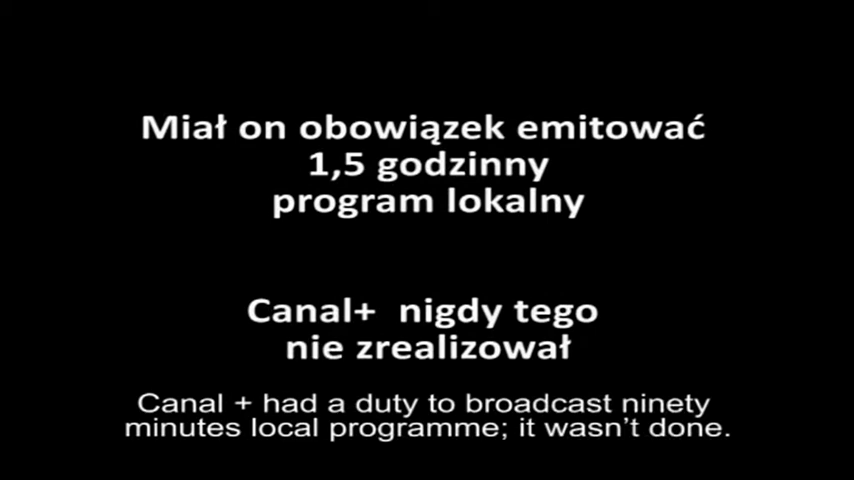 Miał on obowiązek emitować
1,5 godzinny
program lokalny
Canal+ nigdy tego
nie zrealizował
Canal + had a duty to broadcast ninety
minutes local programme; it wasn't done.